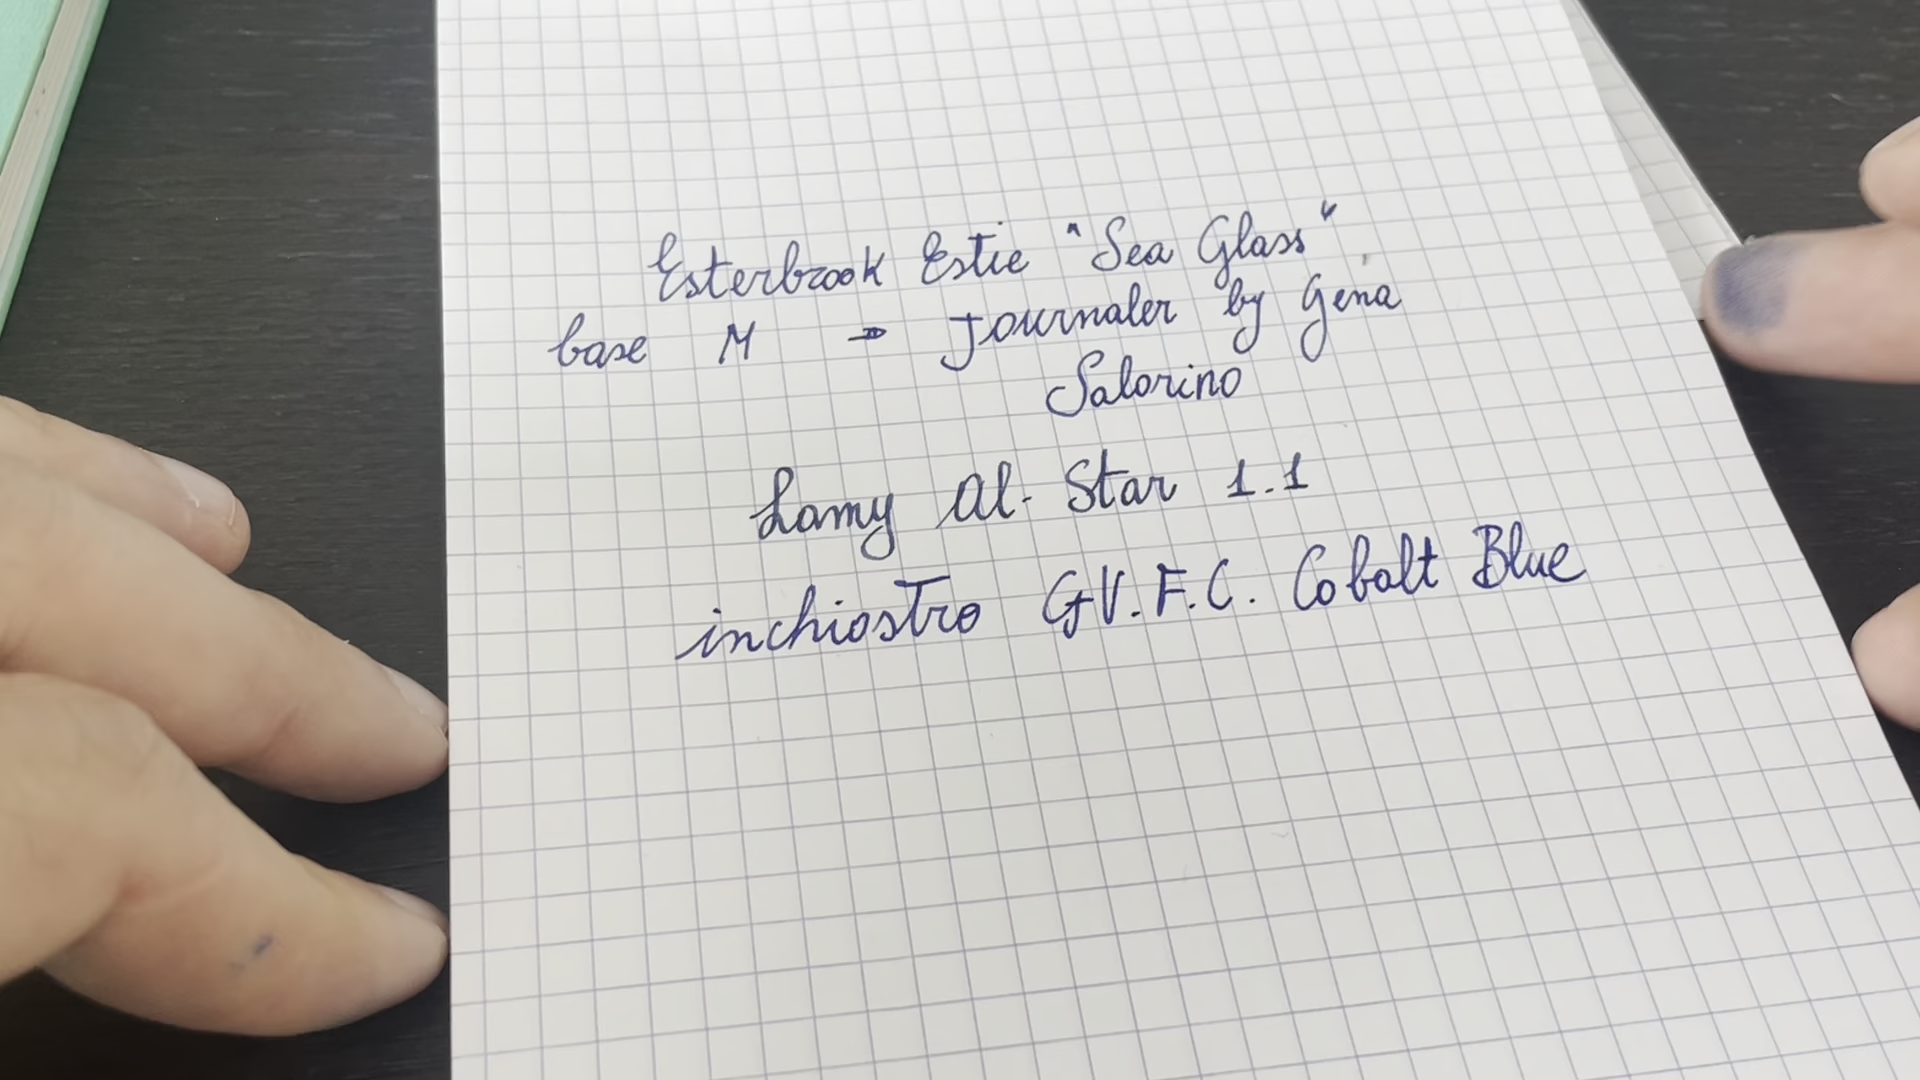 Esterbrook Estie "Sea Glass"
base M → Journaler by Gena
Salorino
Lamy Al-Star 1.1
inchiostro G.V.F.C. Cobalt Blue